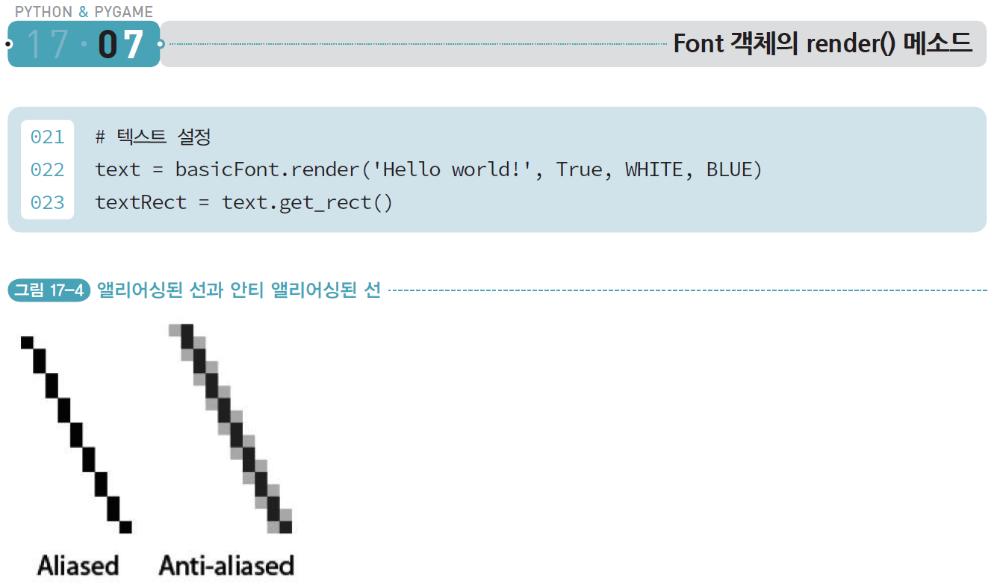 PYTHON & PYGAME
17·07
Font 객체의 render() 메소드
021 # 텍스트 설정
022 text = basicFont.render('Hello world!', True, WHITE, BLUE)
023 textRect = text.get_rect()
그림 17-4 앨리어싱된 선과 안티 앨리어싱된 선
Aliased Anti-aliased